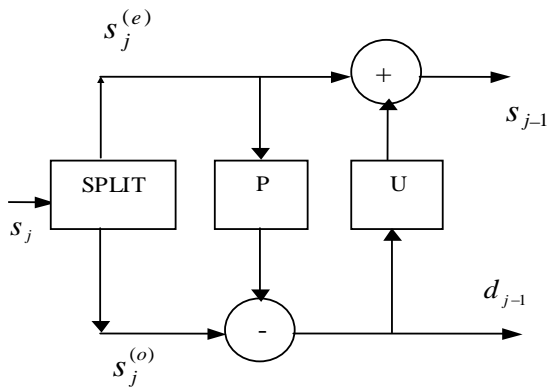 s_j^{(e)}
+
s_{j-1}
SPLIT
P
U
s_j
d_{j-1}
-
s_j^{(o)}